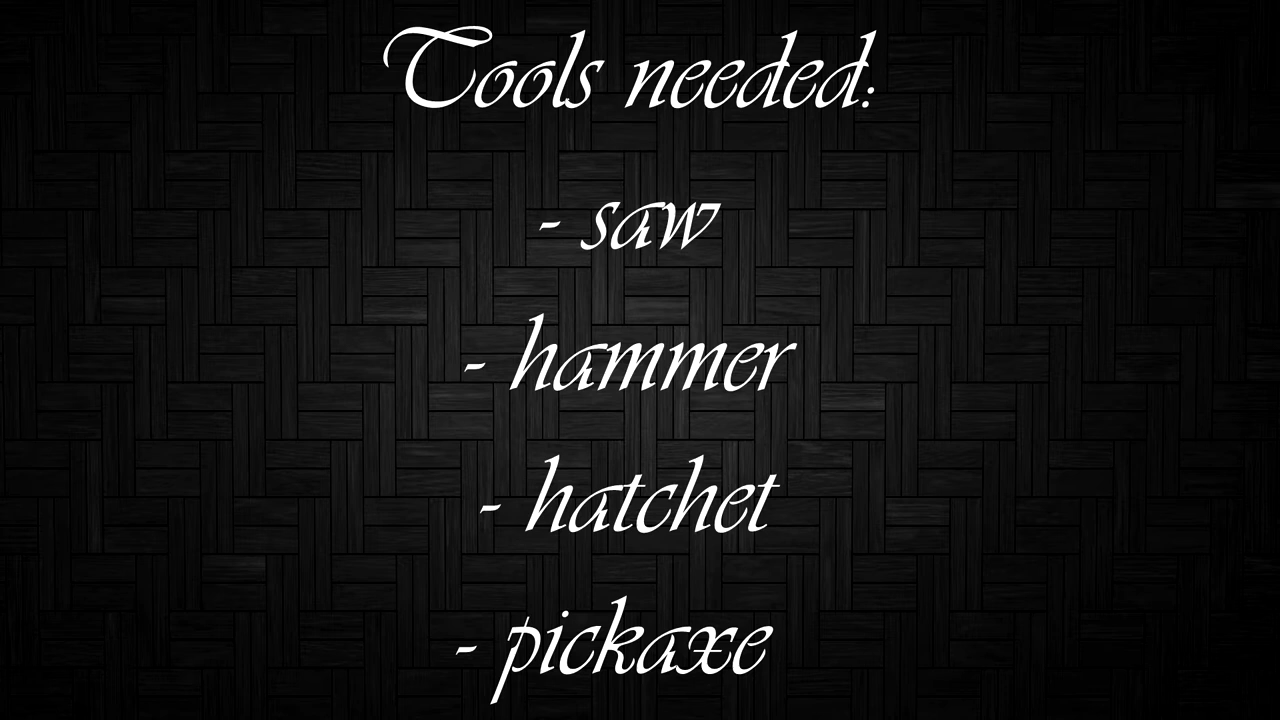 Tools needed:
- saw
- hammer
- hatchet
- pickaxe